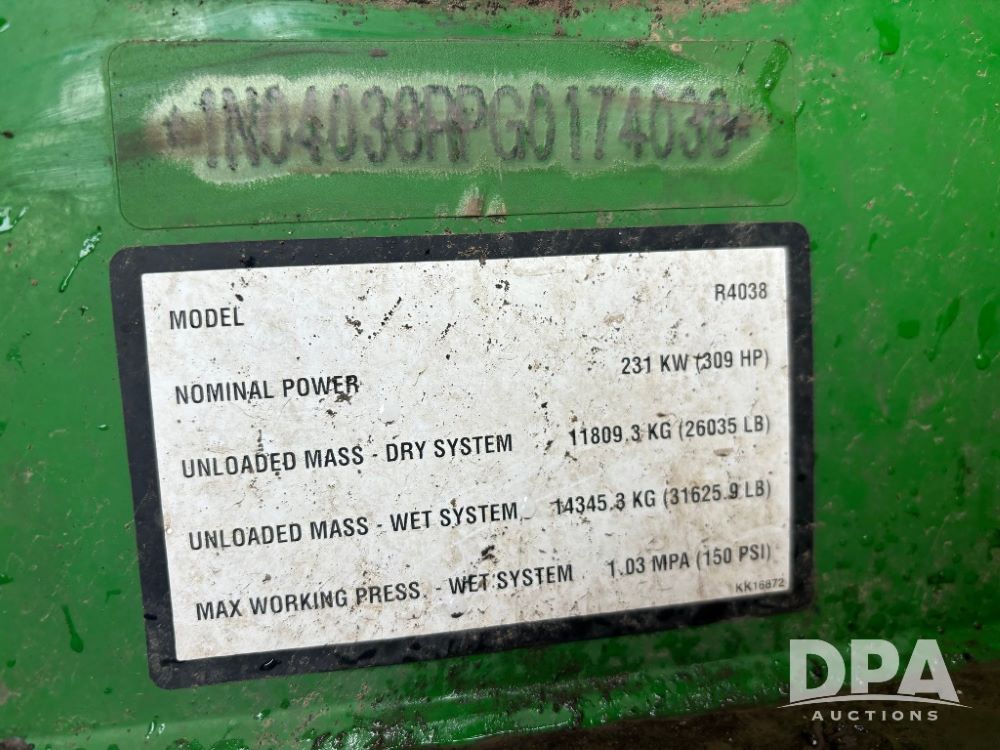 *1N04038RPG0174038*
MODEL R4038
NOMINAL POWER 231 KW (309 HP)
UNLOADED MASS - DRY SYSTEM 11809.3 KG (26035 LB)
UNLOADED MASS - WET SYSTEM 14345.3 KG (31625.9 LB)
MAX WORKING PRESS. - WET SYSTEM 1.03 MPA (150 PSI)
KK16872
DPA
AUCTIONS